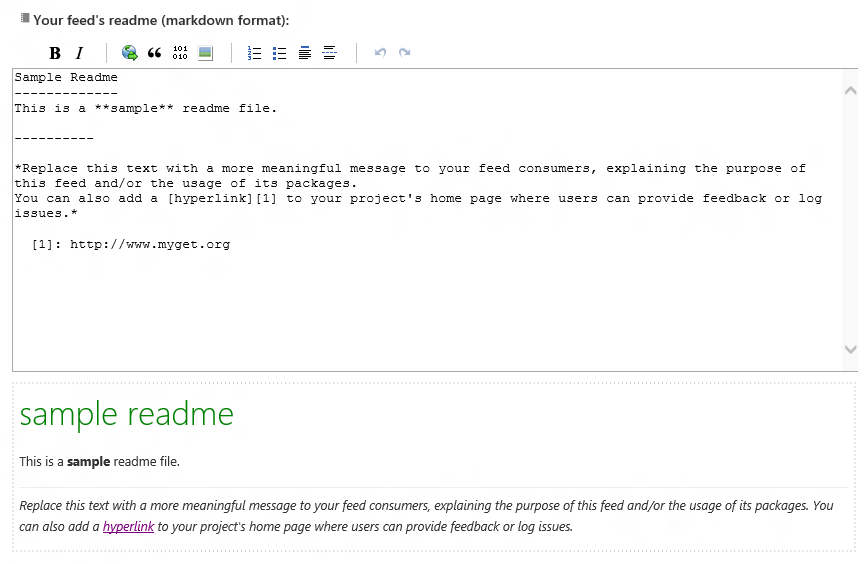 Your feed's readme (markdown format):
B I 101 010
Sample Readme
-------------
This is a **sample** readme file.
----------
*Replace this text with a more meaningful message to your feed consumers, explaining the purpose of
this feed and/or the usage of its packages.
You can also add a [hyperlink][1] to your project's home page where users can provide feedback or log
issues.*
[1]: http://www.myget.org
sample readme
This is a sample readme file.
Replace this text with a more meaningful message to your feed consumers, explaining the purpose of this feed and/or the usage of its packages. You
can also add a hyperlink to your project's home page where users can provide feedback or log issues.